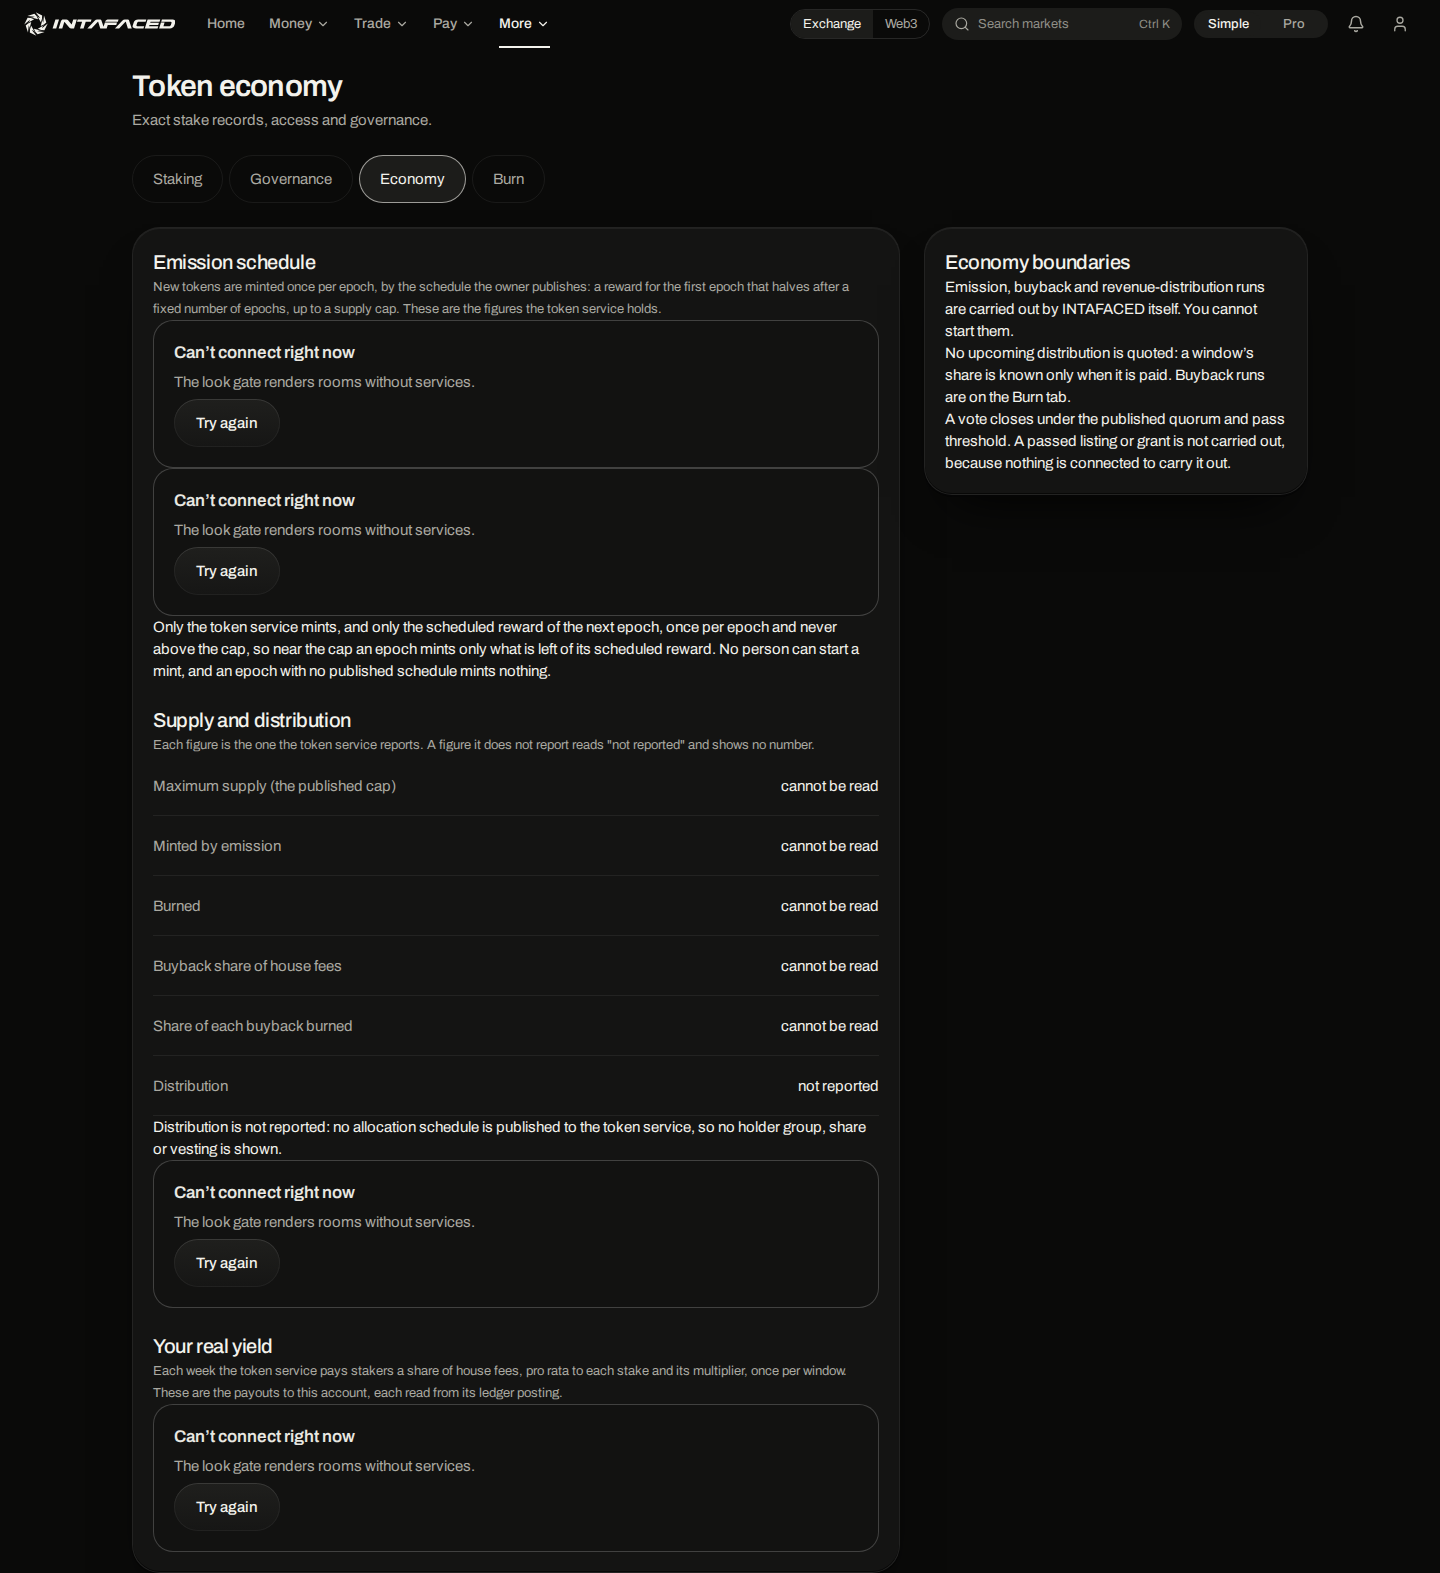 INTAFACED
Home
Money
Trade
Pay
More
Exchange
Web3
Search markets
Ctrl K
Simple
Pro
Token economy
Exact stake records, access and governance.
Staking
Governance
Economy
Burn
Emission schedule
New tokens are minted once per epoch, by the schedule the owner publishes: a reward for the first epoch that halves after a
fixed number of epochs, up to a supply cap. These are the figures the token service holds.
Can’t connect right now
The look gate renders rooms without services.
Try again
Can’t connect right now
The look gate renders rooms without services.
Try again
Only the token service mints, and only the scheduled reward of the next epoch, once per epoch and never
above the cap, so near the cap an epoch mints only what is left of its scheduled reward. No person can start a
mint, and an epoch with no published schedule mints nothing.
Supply and distribution
Each figure is the one the token service reports. A figure it does not report reads "not reported" and shows no number.
Maximum supply (the published cap)
cannot be read
Minted by emission
cannot be read
Burned
cannot be read
Buyback share of house fees
cannot be read
Share of each buyback burned
cannot be read
Distribution
not reported
Distribution is not reported: no allocation schedule is published to the token service, so no holder group, share
or vesting is shown.
Can’t connect right now
The look gate renders rooms without services.
Try again
Your real yield
Each week the token service pays stakers a share of house fees, pro rata to each stake and its multiplier, once per window.
These are the payouts to this account, each read from its ledger posting.
Can’t connect right now
The look gate renders rooms without services.
Try again
Economy boundaries
Emission, buyback and revenue-distribution runs
are carried out by INTAFACED itself. You cannot
start them.
No upcoming distribution is quoted: a window’s
share is known only when it is paid. Buyback runs
are on the Burn tab.
A vote closes under the published quorum and pass
threshold. A passed listing or grant is not carried out,
because nothing is connected to carry it out.